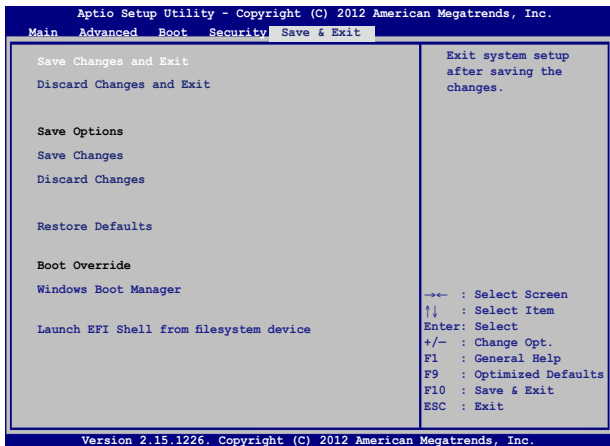 Aptio Setup Utility - Copyright (C) 2012 American Megatrends, Inc.
Main Advanced Boot Security Save & Exit
Save Changes and Exit
Discard Changes and Exit
Save Options
Save Changes
Discard Changes
Restore Defaults
Boot Override
Windows Boot Manager
Launch EFI Shell from filesystem device
Exit system setup
after saving the
changes.
→← : Select Screen
↑↓ : Select Item
Enter: Select
+/— : Change Opt.
F1 : General Help
F9 : Optimized Defaults
F10 : Save & Exit
ESC : Exit
Version 2.15.1226. Copyright (C) 2012 American Megatrends, Inc.